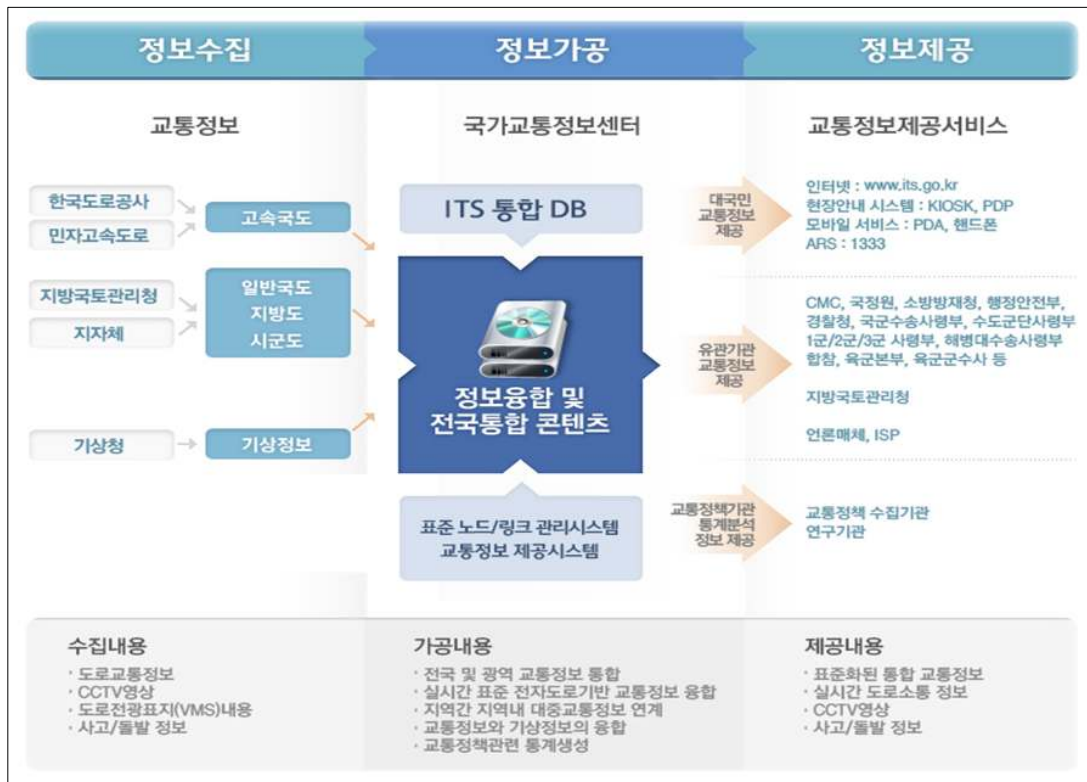 정보수집
정보가공
정보제공
교통정보
국가교통정보센터
교통정보제공서비스
한국도로공사
민자고속도로
고속국도
지방국토관리청
지자체
일반국도
지방도
시군도
기상청
기상정보
ITS 통합 DB
정보융합 및
전국통합 콘텐츠
표준 노드/링크 관리시스템
교통정보 제공시스템
대국민
교통정보
제공
인터넷 : www.its.go.kr
현장안내 시스템 : KIOSK, PDP
모바일 서비스 : PDA, 핸드폰
ARS : 1333
유관기관
교통정보
제공
CMC, 국정원, 소방방재청, 행정안전부,
경찰청, 국군수송사령부, 수도군단사령부
1군/2군/3군 사령부, 해병대수송사령부
합참, 육군본부, 육군군수사 등
지방국토관리청
언론매체, ISP
교통정책기관
통계분석
정보 제공
교통정책 수집기관
연구기관
수집내용
· 도로교통정보
· CCTV영상
· 도로전광표지(VMS)내용
· 사고/돌발 정보
가공내용
· 전국 및 광역 교통정보 통합
· 실시간 표준 전자도로기반 교통정보 융합
· 지역간 지역내 대중교통정보 연계
· 교통정보와 기상정보의 융합
· 교통정책관련 통계생성
제공내용
· 표준화된 통합 교통정보
· 실시간 도로소통 정보
· CCTV영상
· 사고/돌발 정보